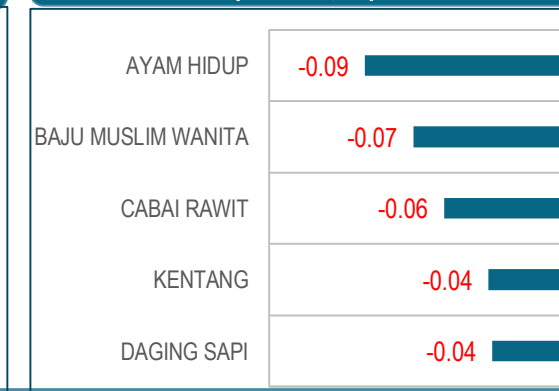 AYAM HIDUP -0.09
BAJU MUSLIM WANITA -0.07
CABAI RAWIT -0.06
KENTANG -0.04
DAGING SAPI -0.04